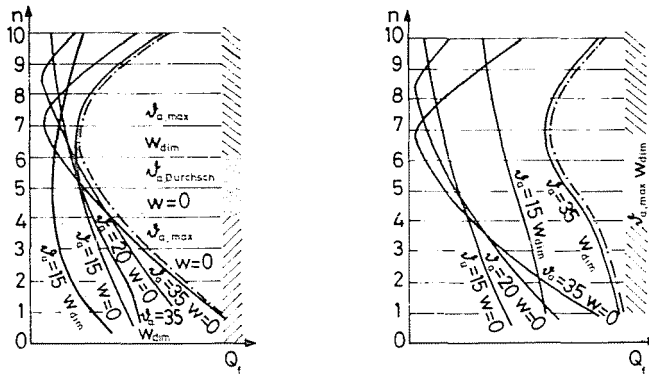 n
10
9
8
7
6
5
4
3
2
1
0
ϑa,max
Wdim
ϑa,Durchsch
W=0
ϑa,max
W=0
ϑa=15 Wdim
ϑa=15 W=0
ϑa=20 W=0
ϑa=35 Wdim
ϑa=35 W=0
Qf
n
10
9
8
7
6
5
4
3
2
1
0
ϑa=15 W=0
ϑa=20 W=0
ϑa=15 Wdim
ϑa=35 W=0
ϑa=35 Wdim
ϑa,max Wdim
Qf